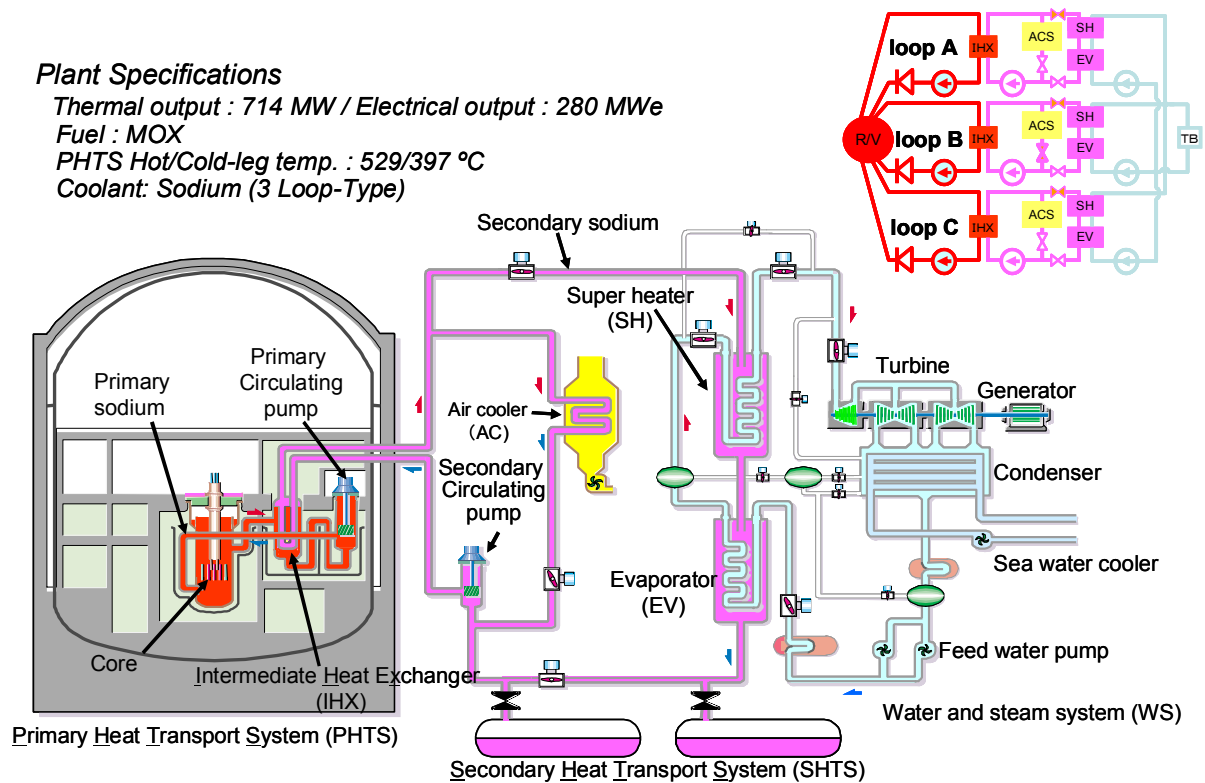 Plant Specifications
Thermal output : 714 MW / Electrical output : 280 MWe
Fuel : MOX
PHTS Hot/Cold-leg temp. : 529/397 ºC
Coolant: Sodium (3 Loop-Type)
loop A
IHX
ACS
SH
EV
R/V
loop B
IHX
ACS
SH
EV
TB
loop C
IHX
ACS
SH
EV
Secondary sodium
Super heater
(SH)
Primary
Circulating
pump
Primary
sodium
Air cooler
(AC)
Secondary
Circulating
pump
Turbine
Generator
Condenser
Sea water cooler
Evaporator
(EV)
Feed water pump
Core
Intermediate Heat Exchanger
(IHX)
Water and steam system (WS)
Primary Heat Transport System (PHTS)
Secondary Heat Transport System (SHTS)